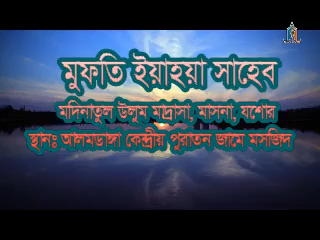 মুফতি ইয়াহয়া সাহেব
মদিনাতুল উলুম মাদ্রাসা, মাসনা, যশোর
স্থানঃ আলমডাঙ্গা কেন্দ্রীয় পুরাতন জামে মসজিদ